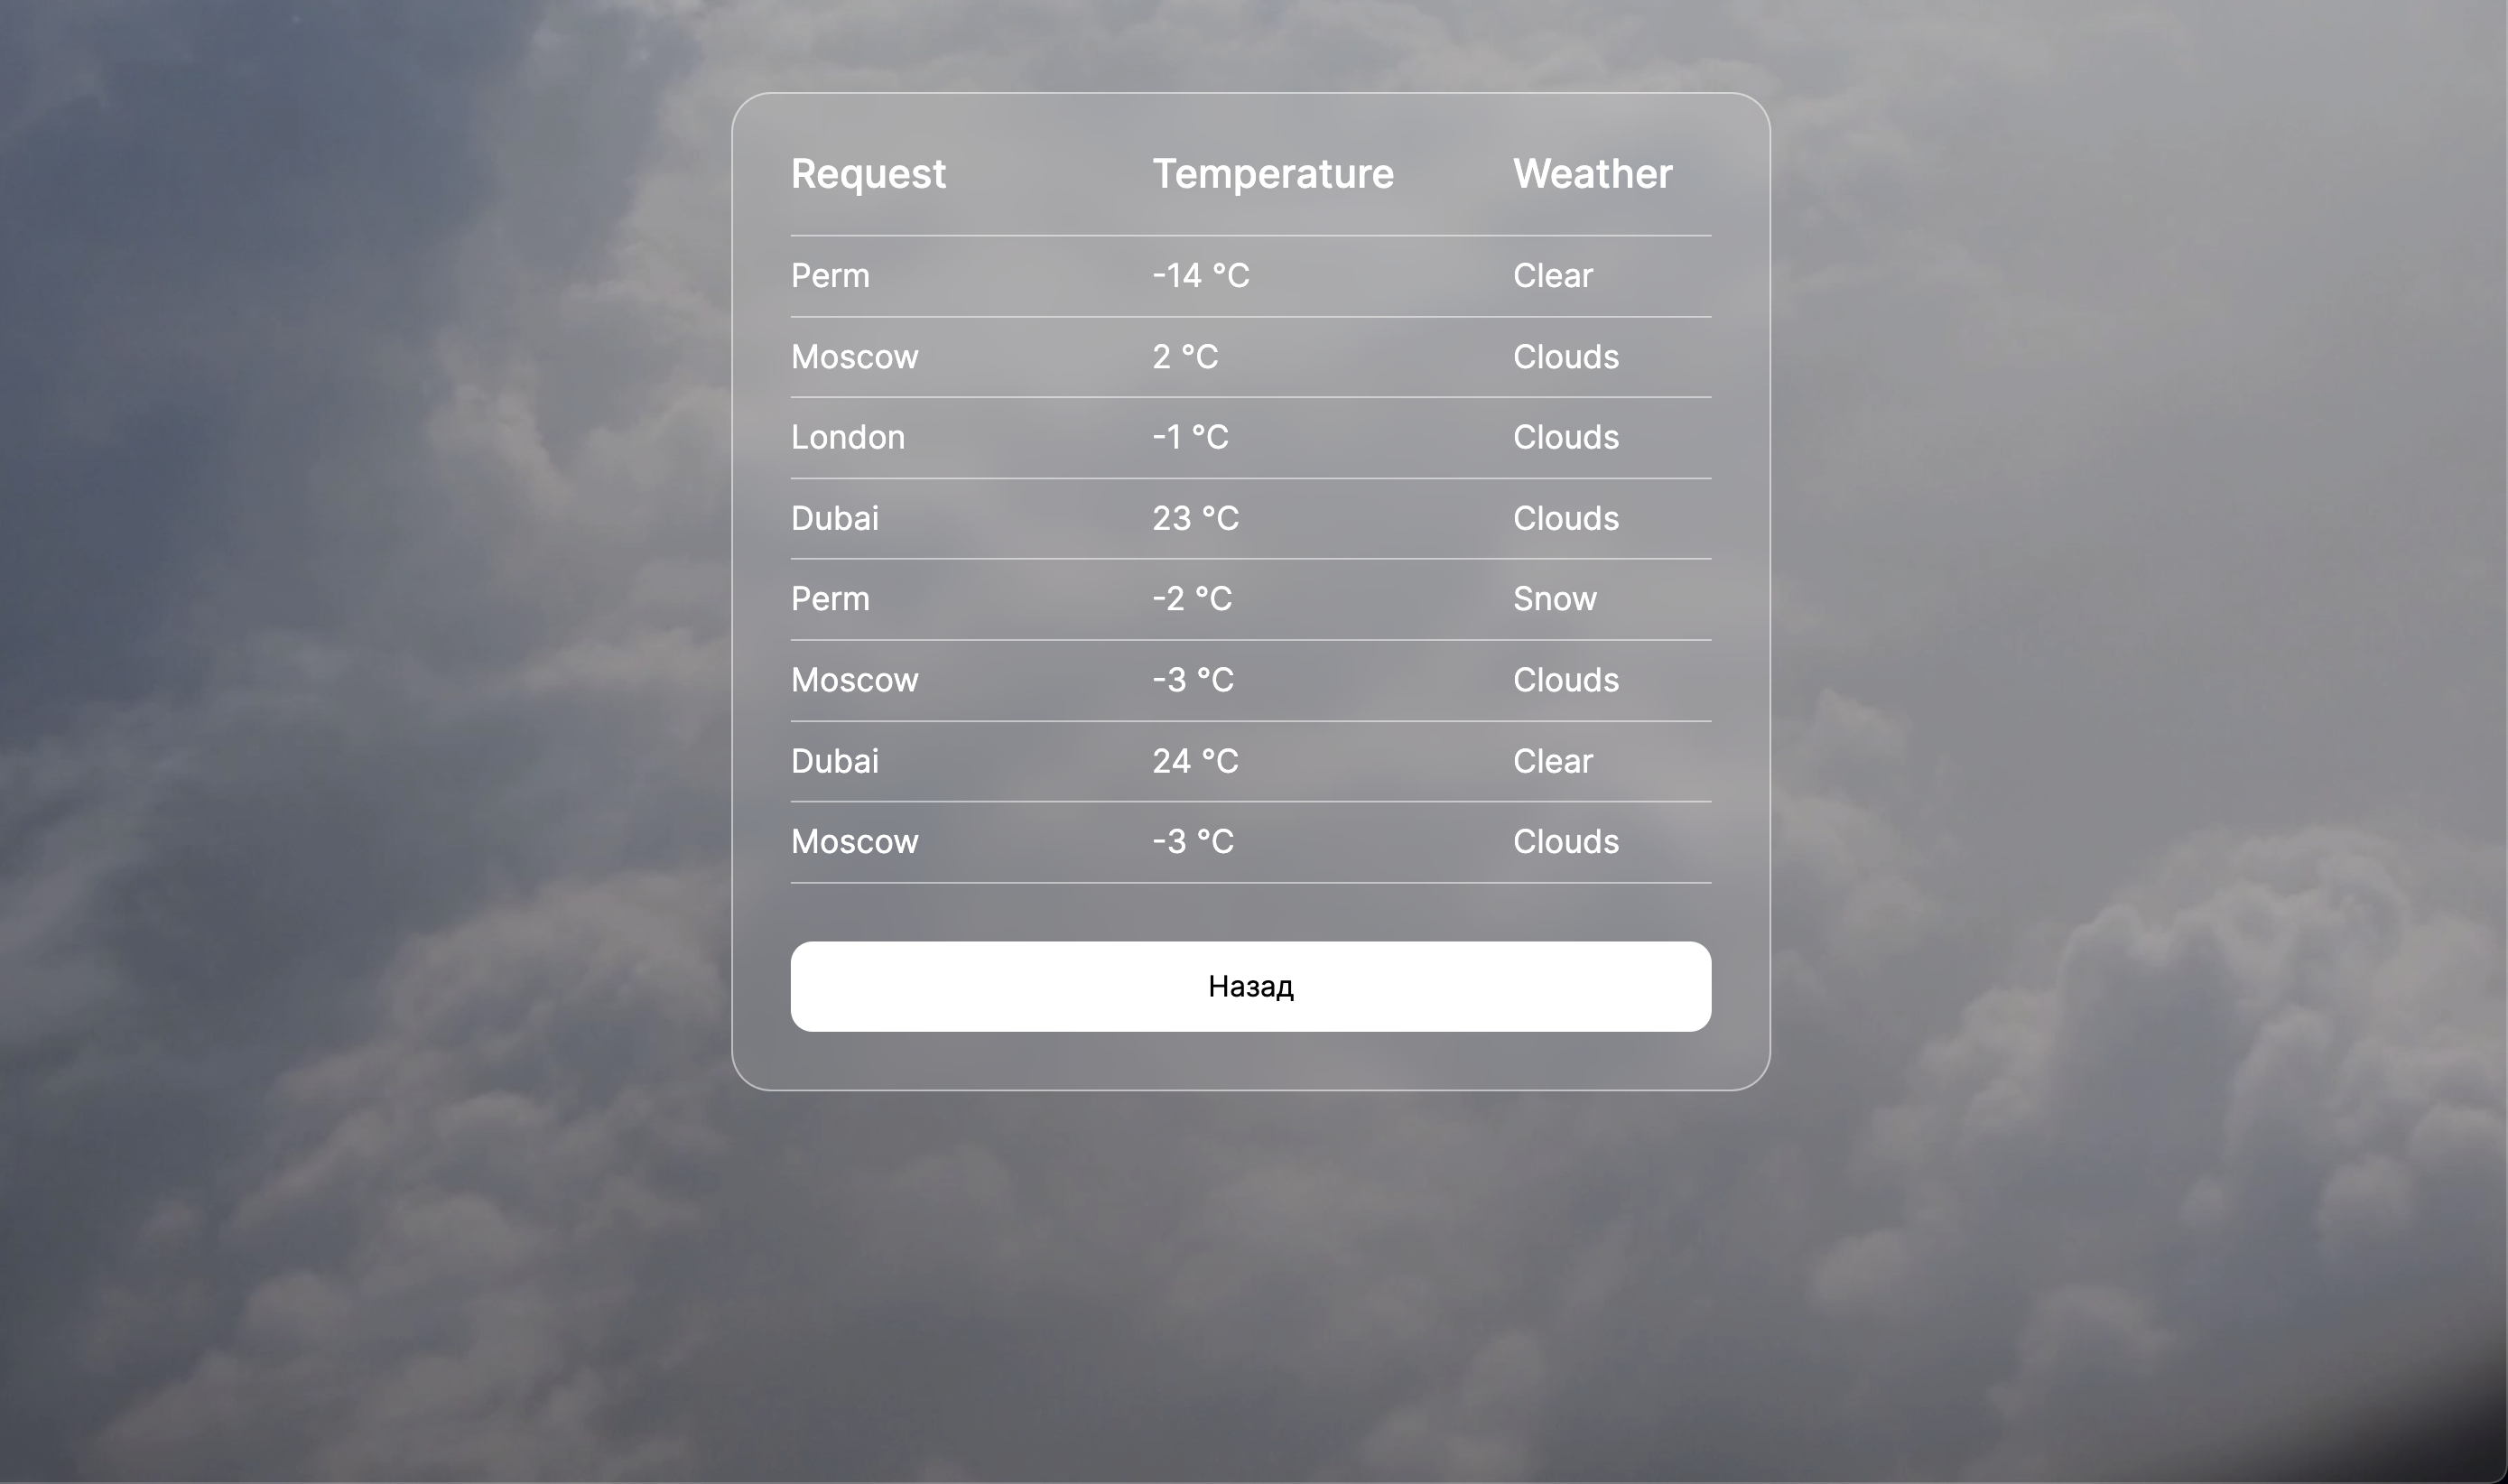 Request Temperature Weather
Perm -14 °C Clear
Moscow 2 °C Clouds
London -1 °C Clouds
Dubai 23 °C Clouds
Perm -2 °C Snow
Moscow -3 °C Clouds
Dubai 24 °C Clear
Moscow -3 °C Clouds
Назад